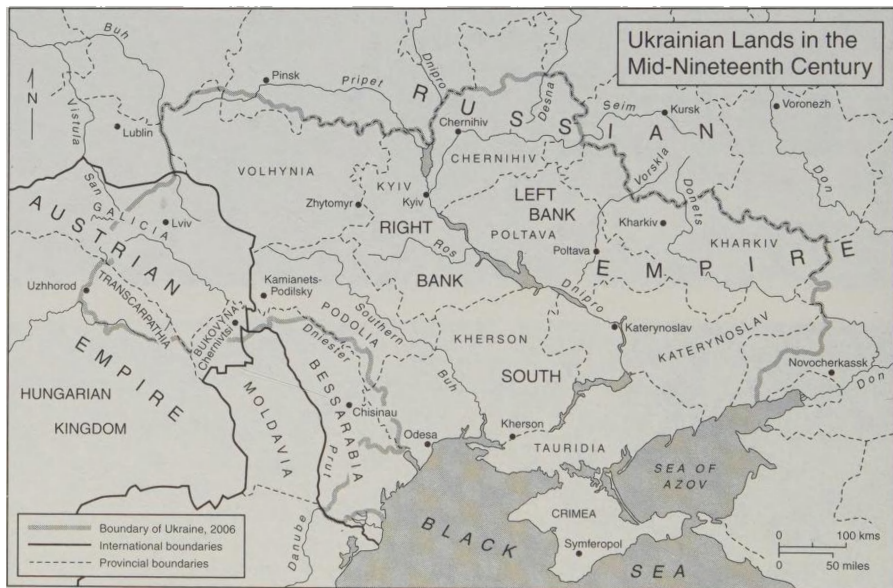 Ukrainian Lands in the
Mid-Nineteenth Century
N
Buh
Vistula
Lublin
Pinsk
Pripet
Dnipro
Desna
Seim
Kursk
Voronezh
Don
RUSSIAN
EMPIRE
Chernihiv
CHERNIHIV
VOLHYNIA
KYIV
Kyiv
Zhytomyr
RIGHT
BANK
LEFT
BANK
POLTAVA
Poltava
Vorskla
Donets
Kharkiv
KHARKIV
San
GALICIA
Lviv
AUSTRIAN
EMPIRE
Uzhhorod
TRANSCARPATHIA
BUKOVYNA
Chernivtsi
Kamianets-
Podilsky
PODOLIA
Southern
Buh
Ros
Dnipro
Katerynoslav
KATERYNOSLAV
KHERSON
SOUTH
Dniester
BESSARABIA
Chisinau
MOLDAVIA
Prut
HUNGARIAN
KINGDOM
Odesa
Kherson
TAURIDIA
Novocherkassk
Don
SEA OF
AZOV
CRIMEA
Symferopol
BLACK
SEA
Danube
Boundary of Ukraine, 2006
International boundaries
Provincial boundaries
0 100 kms
0 50 miles